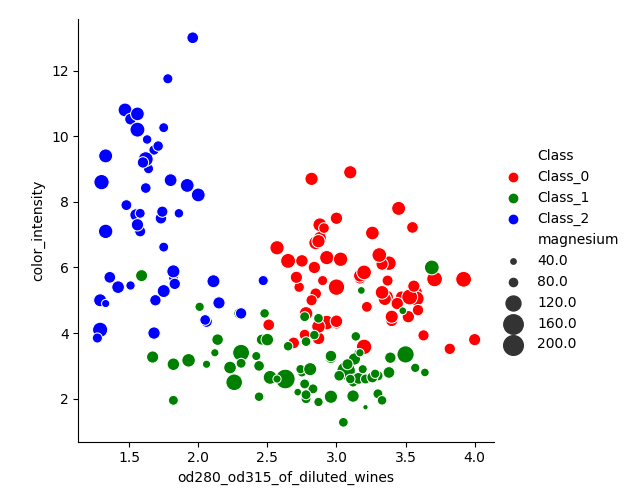 12
10
8
6
4
2
color_intensity
1.5 2.0 2.5 3.0 3.5 4.0
od280_od315_of_diluted_wines
Class
Class_0
Class_1
Class_2
magnesium
40.0
80.0
120.0
160.0
200.0